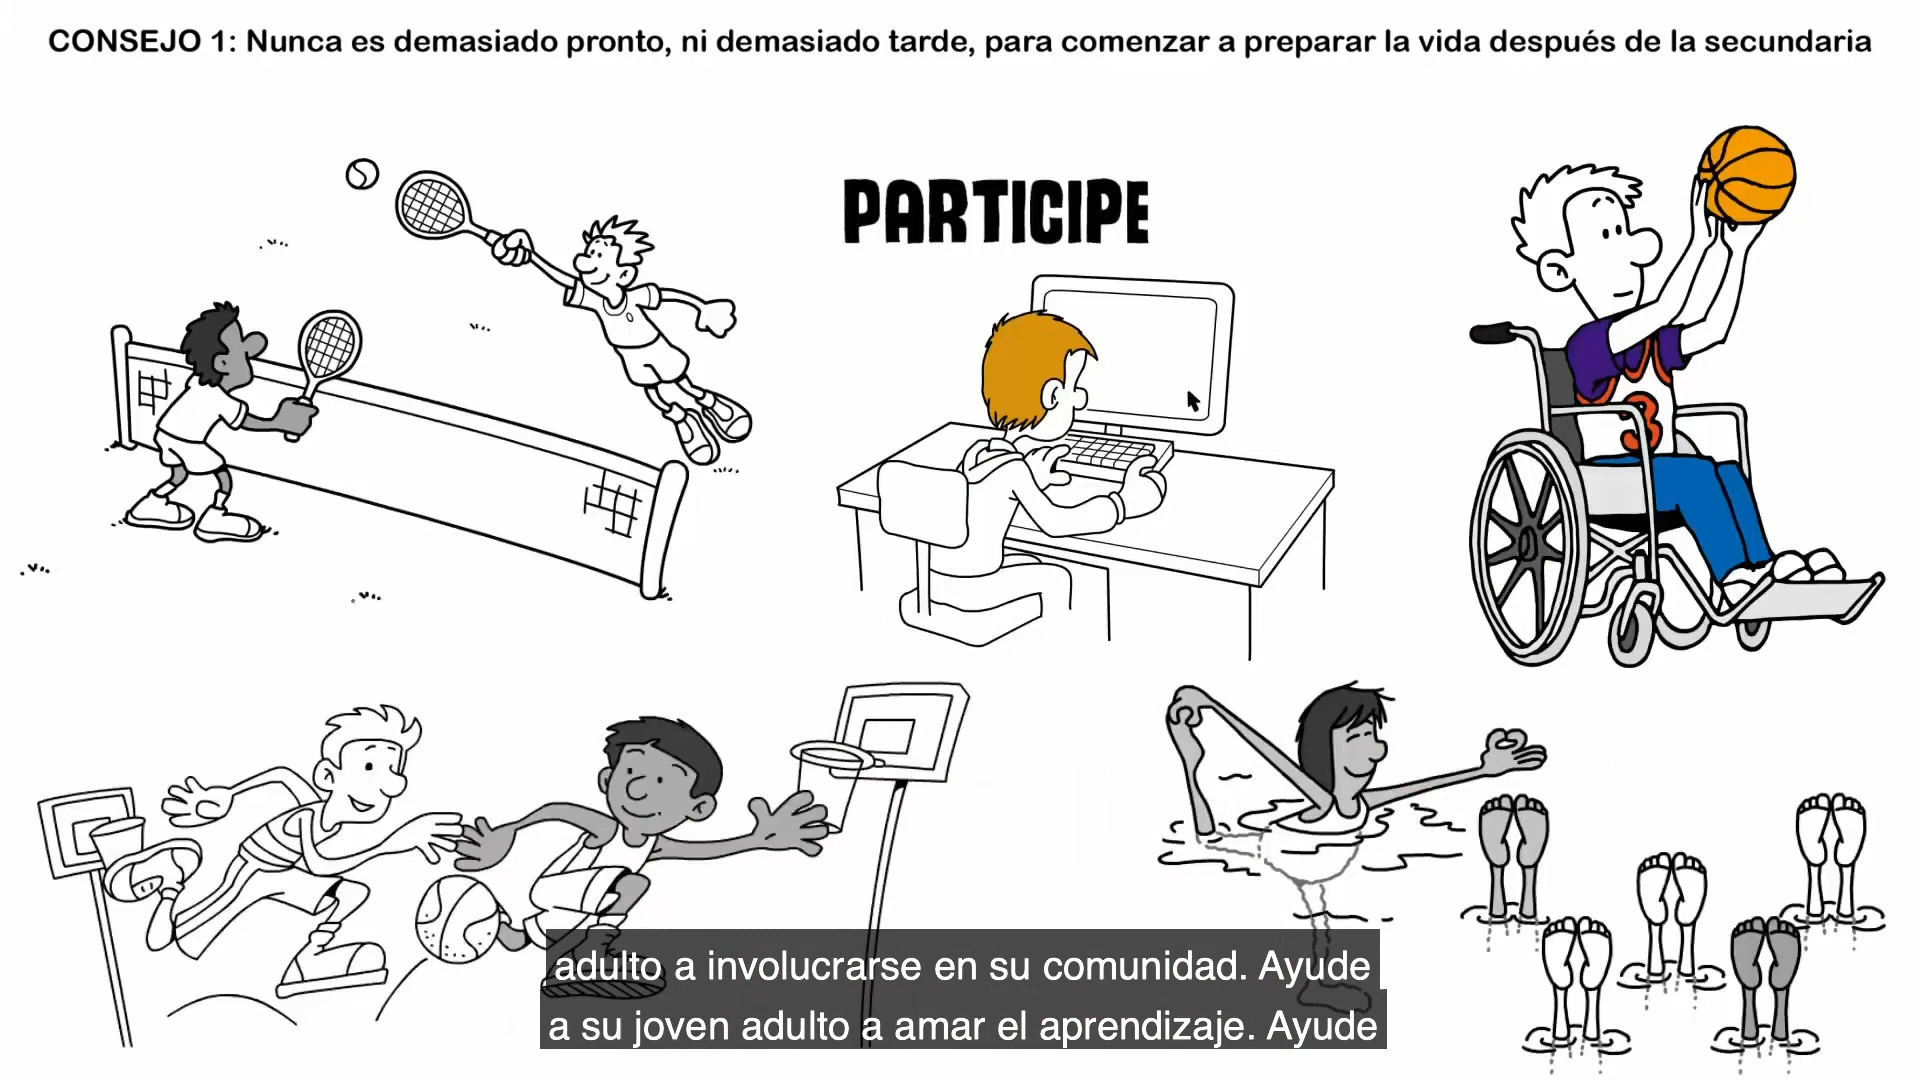 CONSEJO 1: Nunca es demasiado pronto, ni demasiado tarde, para comenzar a preparar la vida después de la secundaria
PARTICIPE
3
adulto a involucrarse en su comunidad. Ayude
a su joven adulto a amar el aprendizaje. Ayude